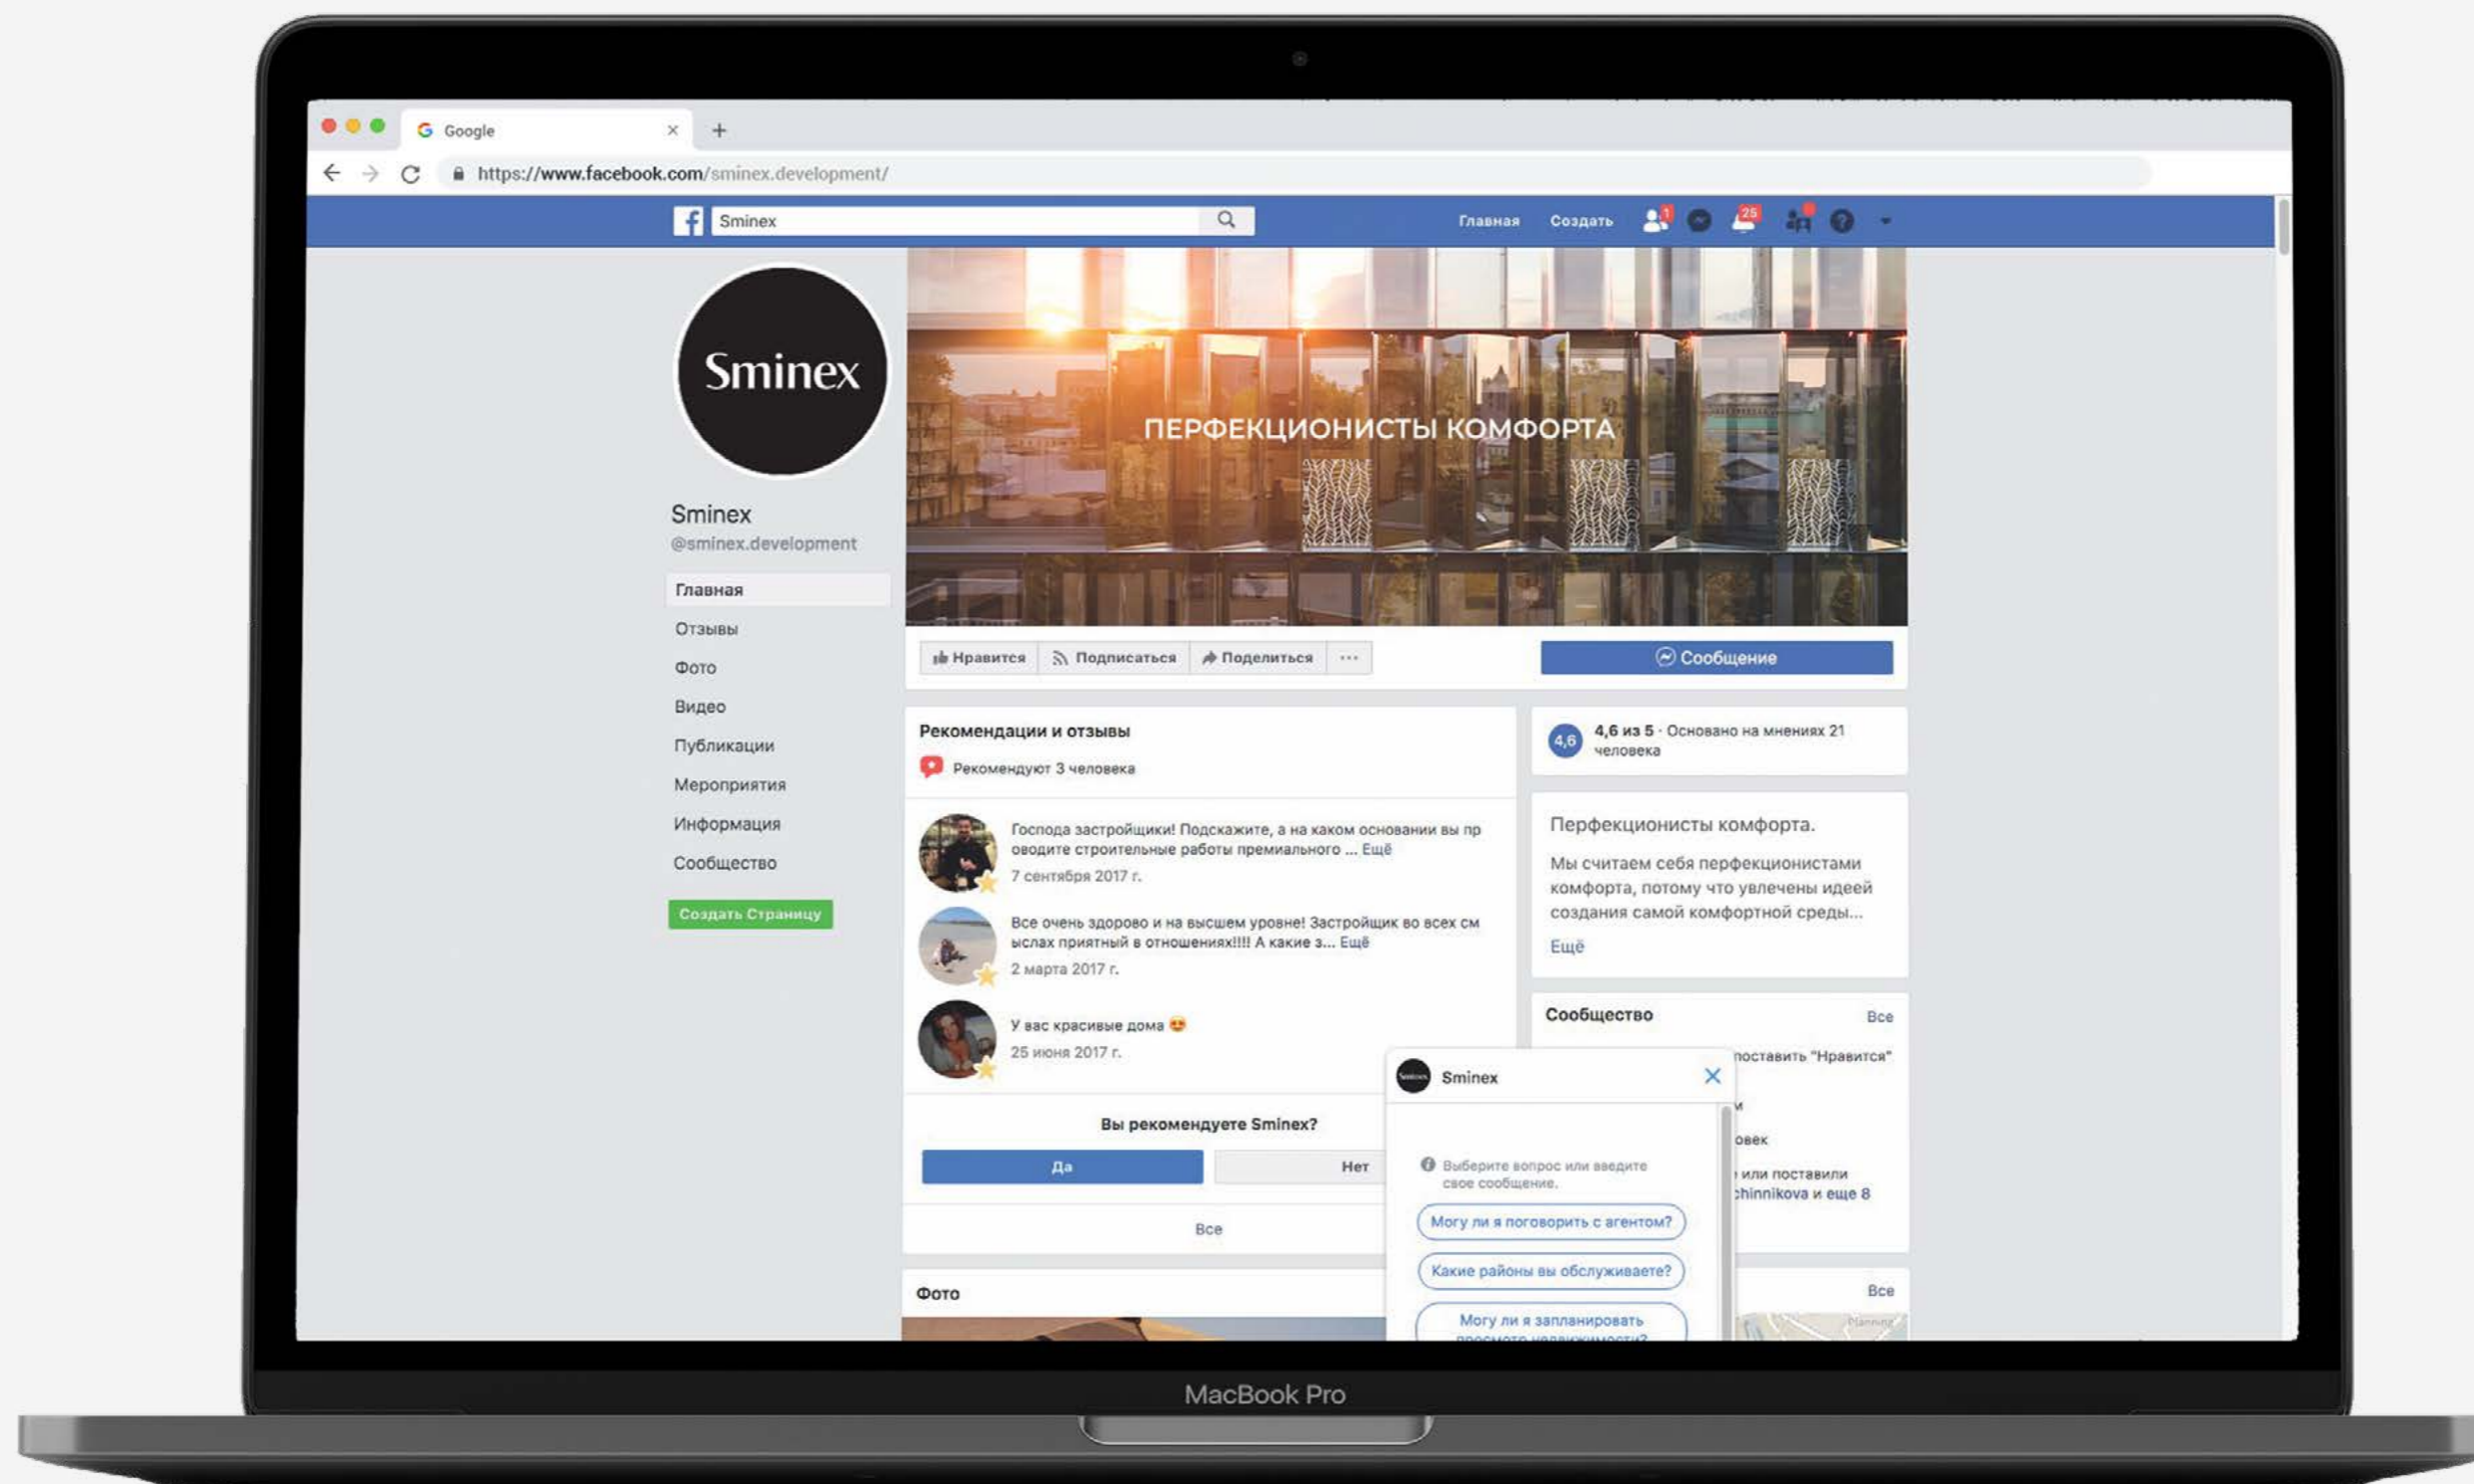 Google
https://www.facebook.com/sminex.development/
Sminex
Главная
Создать
1
25
Sminex
ПЕРФЕКЦИОНИСТЫ КОМФОРТА
Sminex
@sminex.development
Главная
Отзывы
Фото
Видео
Публикации
Мероприятия
Информация
Сообщество
Создать Страницу
Нравится
Подписаться
Поделиться
Сообщение
Рекомендации и отзывы
Рекомендуют 3 человека
Господа застройщики! Подскажите, а на каком основании вы пр
оводите строительные работы премиального ... Ещё
7 сентября 2017 г.
Все очень здорово и на высшем уровне! Застройщик во всех см
ыслах приятный в отношениях!!!! А какие з... Ещё
2 марта 2017 г.
У вас красивые дома 😍
25 июня 2017 г.
Вы рекомендуете Sminex?
Да
Нет
Все
Фото
4,6
4,6 из 5 · Основано на мнениях 21
человека
Перфекционисты комфорта.
Мы считаем себя перфекционистами
комфорта, потому что увлечены идеей
создания самой комфортной среды...
Ещё
Сообщество
Все
поставить "Нравится"
м
овек
или поставили
chinnikova и еще 8
Все
Planning
Sminex
Sminex
Выберите вопрос или введите
свое сообщение.
Могу ли я поговорить с агентом?
Какие районы вы обслуживаете?
Могу ли я запланировать
просмотр недвижимости?
MacBook Pro